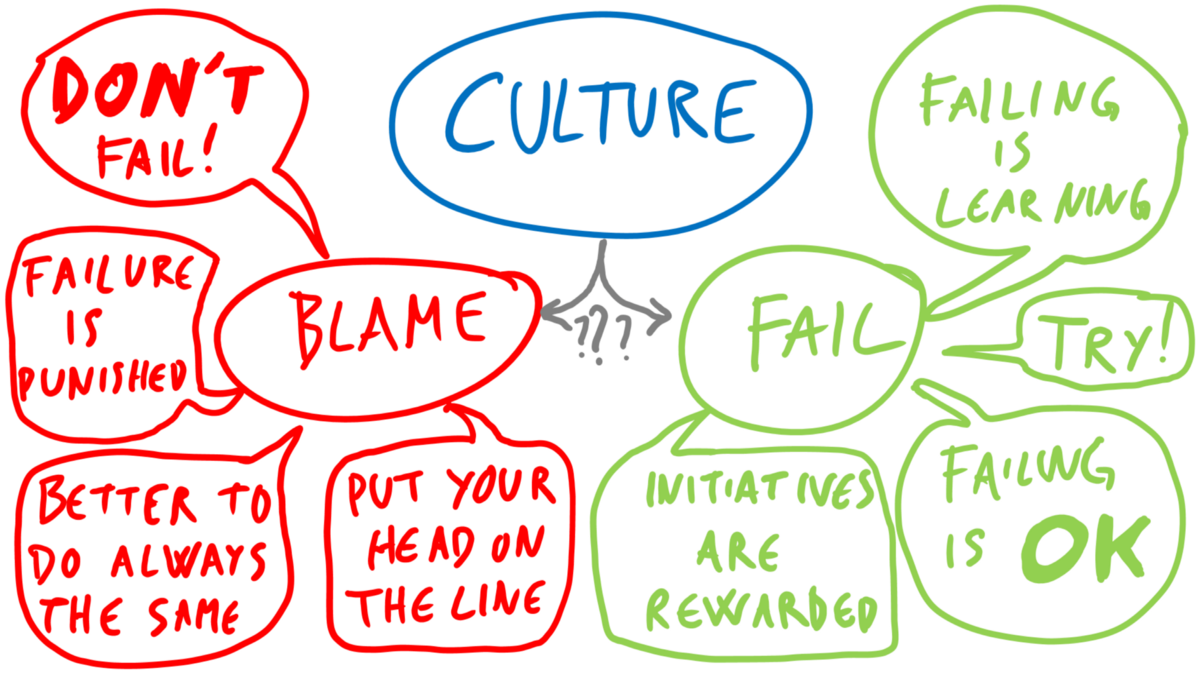 CULTURE
???
BLAME
DON'T
FAIL!
FAILURE
IS
PUNISHED
BETTER TO
DO ALWAYS
THE SAME
PUT YOUR
HEAD ON
THE LINE
FAIL
FAILING
IS
LEARNING
TRY!
FAILING
IS OK
INITIATIVES
ARE
REWARDED